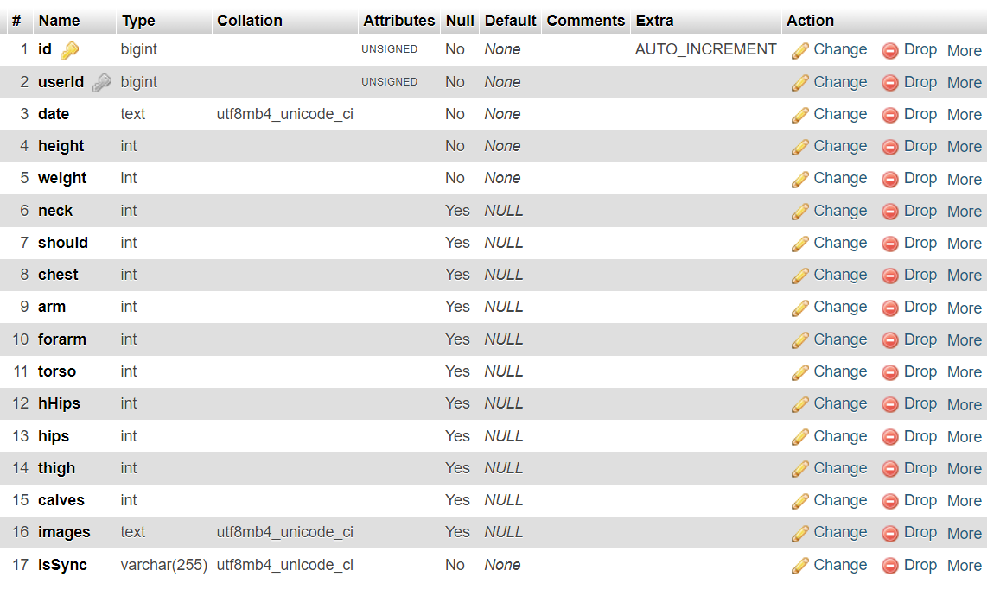 # Name Type Collation Attributes Null Default Comments Extra Action
1 id bigint UNSIGNED No None AUTO_INCREMENT Change Drop More
2 userId bigint UNSIGNED No None Change Drop More
3 date text utf8mb4_unicode_ci No None Change Drop More
4 height int No None Change Drop More
5 weight int No None Change Drop More
6 neck int Yes NULL Change Drop More
7 should int Yes NULL Change Drop More
8 chest int Yes NULL Change Drop More
9 arm int Yes NULL Change Drop More
10 forarm int Yes NULL Change Drop More
11 torso int Yes NULL Change Drop More
12 hHips int Yes NULL Change Drop More
13 hips int Yes NULL Change Drop More
14 thigh int Yes NULL Change Drop More
15 calves int Yes NULL Change Drop More
16 images text utf8mb4_unicode_ci Yes NULL Change Drop More
17 isSync varchar(255) utf8mb4_unicode_ci No None Change Drop More